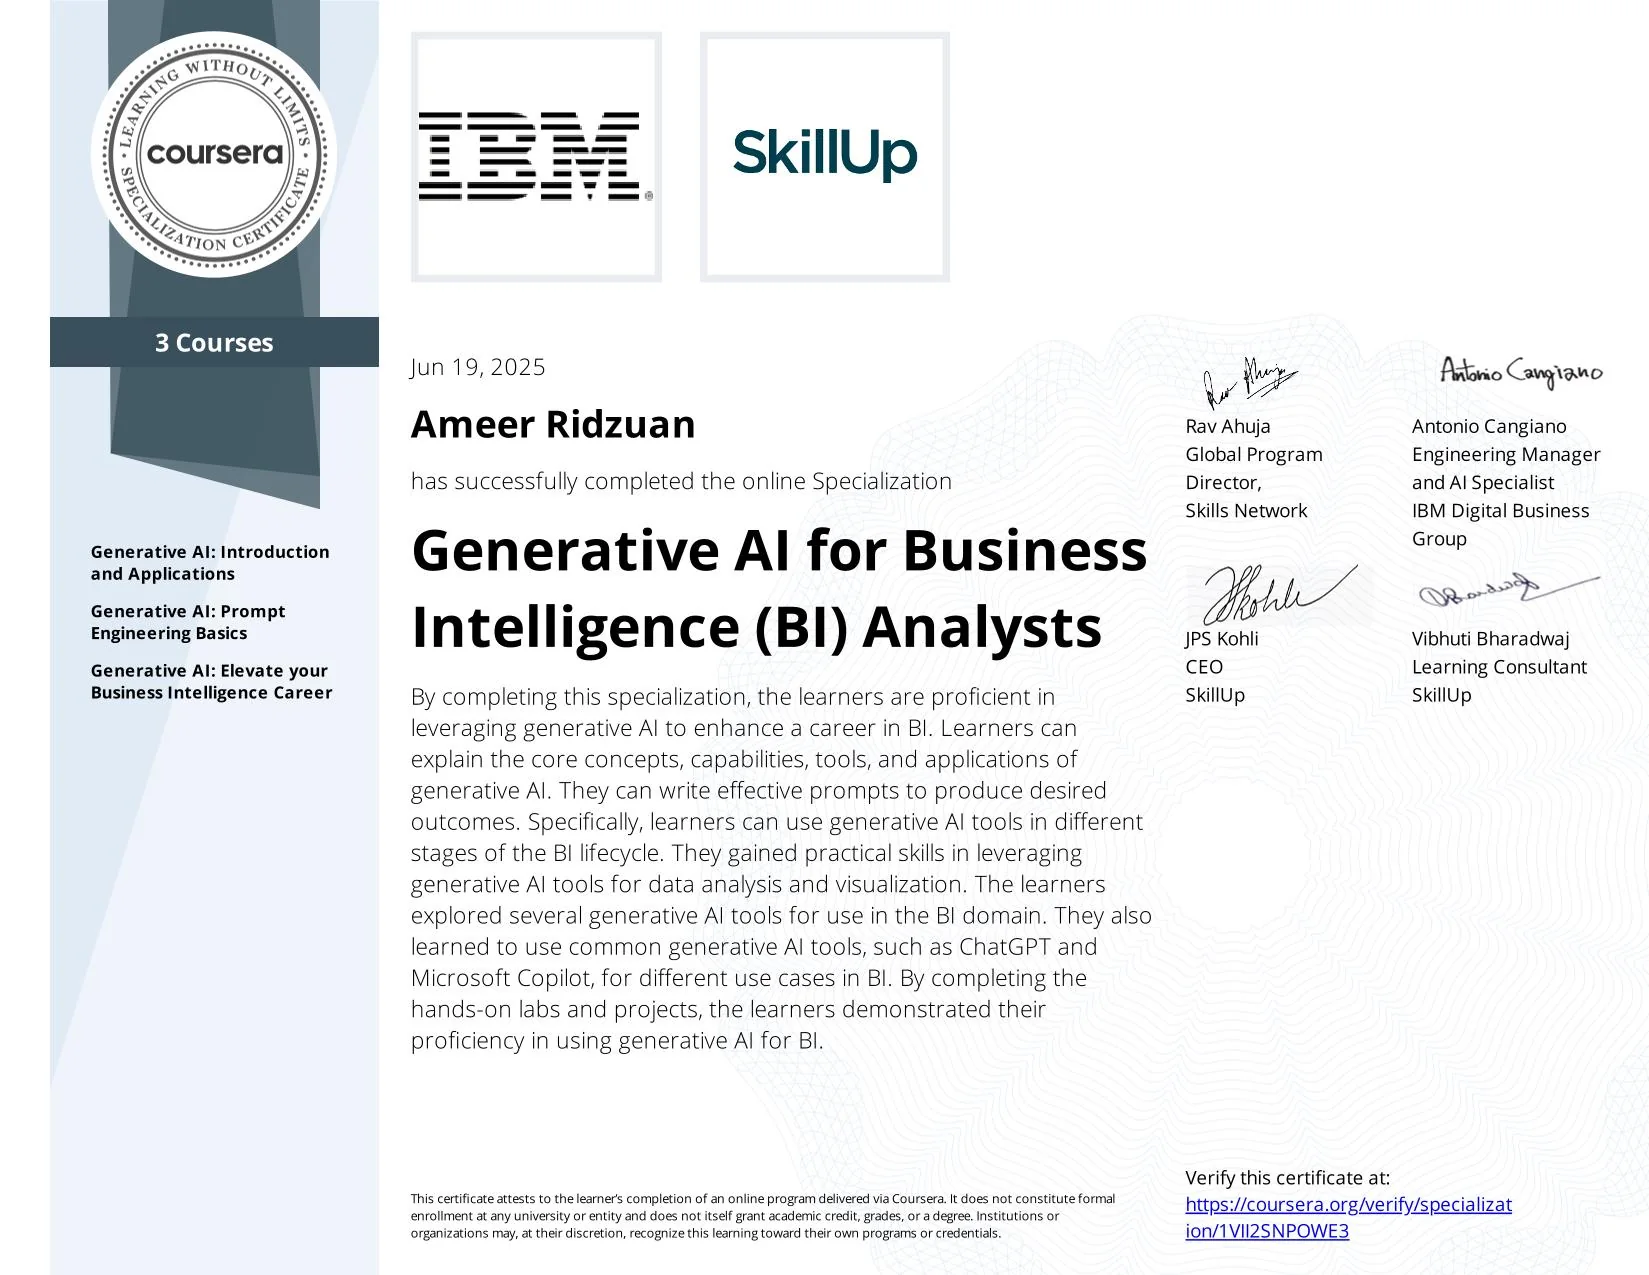 LEARNING WITHOUT LIMITS
coursera
SPECIALIZATION CERTIFICATE
3 Courses
Generative AI: Introduction
and Applications
Generative AI: Prompt
Engineering Basics
Generative AI: Elevate your
Business Intelligence Career
IBM®
SkillUp
Jun 19, 2025
Ameer Ridzuan
has successfully completed the online Specialization
Generative AI for Business
Intelligence (BI) Analysts
By completing this specialization, the learners are proficient in
leveraging generative AI to enhance a career in BI. Learners can
explain the core concepts, capabilities, tools, and applications of
generative AI. They can write effective prompts to produce desired
outcomes. Specifically, learners can use generative AI tools in different
stages of the BI lifecycle. They gained practical skills in leveraging
generative AI tools for data analysis and visualization. The learners
explored several generative AI tools for use in the BI domain. They also
learned to use common generative AI tools, such as ChatGPT and
Microsoft Copilot, for different use cases in BI. By completing the
hands-on labs and projects, the learners demonstrated their
proficiency in using generative AI for BI.
Rav Ahuja
Rav Ahuja
Global Program
Director,
Skills Network
Antonio Cangiano
Antonio Cangiano
Engineering Manager
and AI Specialist
IBM Digital Business
Group
JPS Kohli
CEO
SkillUp
Vibhuti Bharadwaj
Learning Consultant
SkillUp
This certificate attests to the learner's completion of an online program delivered via Coursera. It does not constitute formal
enrollment at any university or entity and does not itself grant academic credit, grades, or a degree. Institutions or
organizations may, at their discretion, recognize this learning toward their own programs or credentials.
Verify this certificate at:
https://coursera.org/verify/specializat
ion/1VII2SNPOWE3